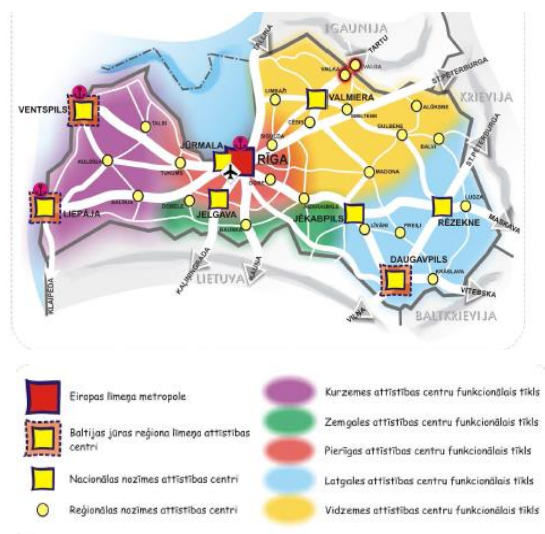 IGAUNIJA
TARTU
VALKA
VALGA
ST.PETERBURGA
KRIEVIJA
VENTSPILS
LIMBAŽI
VALMIERA
ALŪKSNE
TALSI
CĒSIS
SMILTENE
GULBENE
BALVI
ST.PETERBURGA
JŪRMALA
SIGULDA
RĪGA
KULDĪGA
TUKUMS
OGRE
MADONA
LUDZA
LIEPĀJA
SALDUS
DOBELE
JELGAVA
AIZKRAUKLE
JĒKABPILS
LĪVĀNI
PREIĻI
RĒZEKNE
MASKAVA
BAUSKA
DAUGAVPILS
KRĀSLAVA
KLAIPĒDA
KAĻIŅINGRĀDA
LIETUVA
VIĻŅA
VITEBSKA
BALTKRIEVIJA
Eiropas līmeņa metropole
Baltijas jūras reģiona līmeņa attīstības
centri
Nacionālas nozīmes attīstības centri
Reģionālas nozīmes attīstības centri
Kurzemes attīstības centru funkcionālais tīkls
Zemgales attīstības centru funkcionālais tīkls
Pierīgas attīstības centru funkcionālais tīkls
Latgales attīstības centru funkcionālais tīkls
Vidzemes attīstības centru funkcionālais tīkls